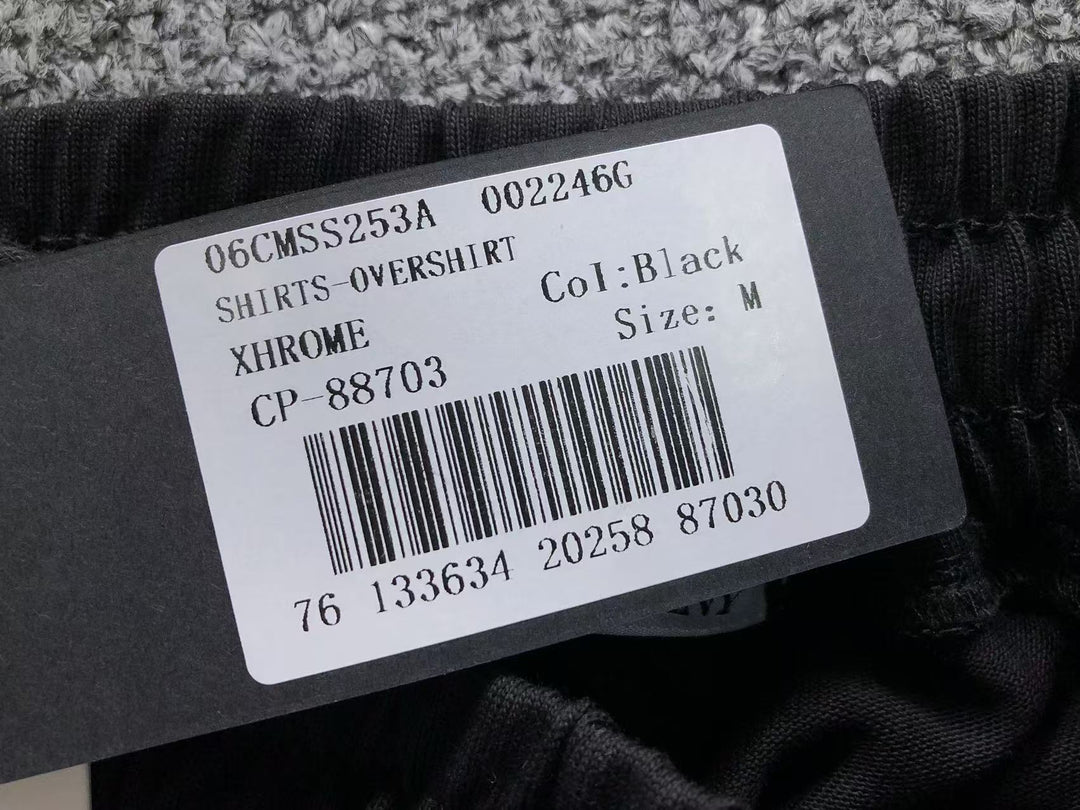 06CMSS253A 002246G
SHIRTS-OVERSHIRT
CoI:Black
XHROME
Size: M
CP-88703
76 133634 20258 87030